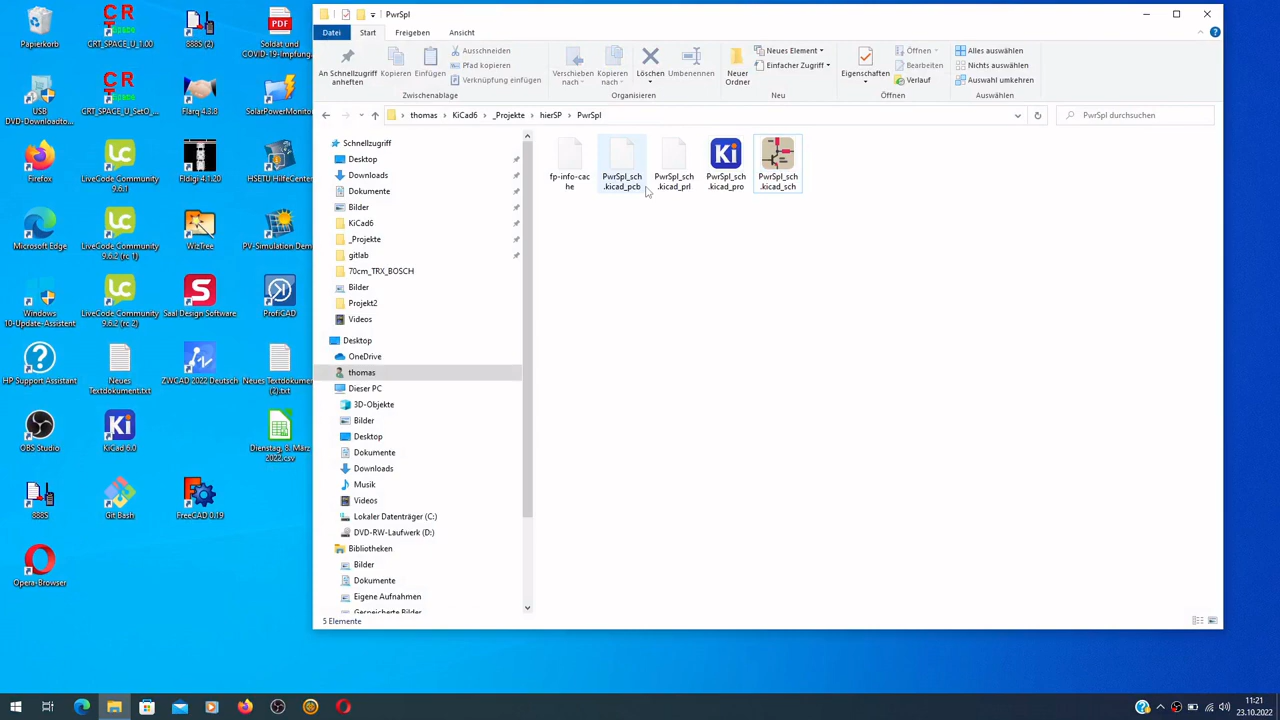 PwrSpl
Datei
Start
Freigeben
Ansicht
An Schnellzugriff
anheften
Kopieren
Einfügen
Ausschneiden
Pfad kopieren
Verknüpfung einfügen
Zwischenablage
Verschieben
nach
Kopieren
nach
Löschen
Umbenennen
Organisieren
Neuer
Ordner
Neues Element
Einfacher Zugriff
Neu
Eigenschaften
Öffnen
Bearbeiten
Verlauf
Öffnen
Alles auswählen
Nichts auswählen
Auswahl umkehren
Auswählen
thomas
KiCad6
_Projekte
hierSP
PwrSpl
PwrSpl durchsuchen
Schnellzugriff
Desktop
Downloads
Dokumente
Bilder
KiCad6
_Projekte
gitlab
70cm_TRX_BOSCH
Bilder
Projekt2
Videos
Desktop
OneDrive
thomas
Dieser PC
3D-Objekte
Bilder
Desktop
Dokumente
Downloads
Musik
Videos
Lokaler Datenträger (C:)
DVD-RW-Laufwerk (D:)
Bibliotheken
Bilder
Dokumente
Eigene Aufnahmen
Gespeicherte Bilder
fp-info-cac
he
PwrSpl_sch
.kicad_pcb
PwrSpl_sch
.kicad_prl
Ki
PwrSpl_sch
.kicad_pro
PwrSpl_sch
.kicad_sch
5 Elemente
Papierkorb
CRT_SPACE_U_1.00
888S (2)
PDF
Soldat und
COVID-19-Impfung...
USB
DVD-Downloadto...
CRT_SPACE_U_SetO...
Flarq 4.3.8
SolarPowerMonitor
Firefox
LiveCode Community
9.6.1
Fldigi 4.1.20
HSETU HilfeCenter
Microsoft Edge
LiveCode Community
9.6.2 (rc 1)
WizTree
PV-Simulation Dem...
Windows
10-Update-Assistent
LiveCode Community
9.6.2 (rc 2)
Saal Design Software
ProfiCAD
HP Support Assistant
Neues
Textdokument.txt
ZWCAD 2022 Deutsch
Neues Textdokument
(2).txt
OBS Studio
Ki
KiCad 6.0
Dienstag, 8. März
2022.csv
888S
Git Bash
FreeCAD 0.19
Opera-Browser
11:21
23.10.2022